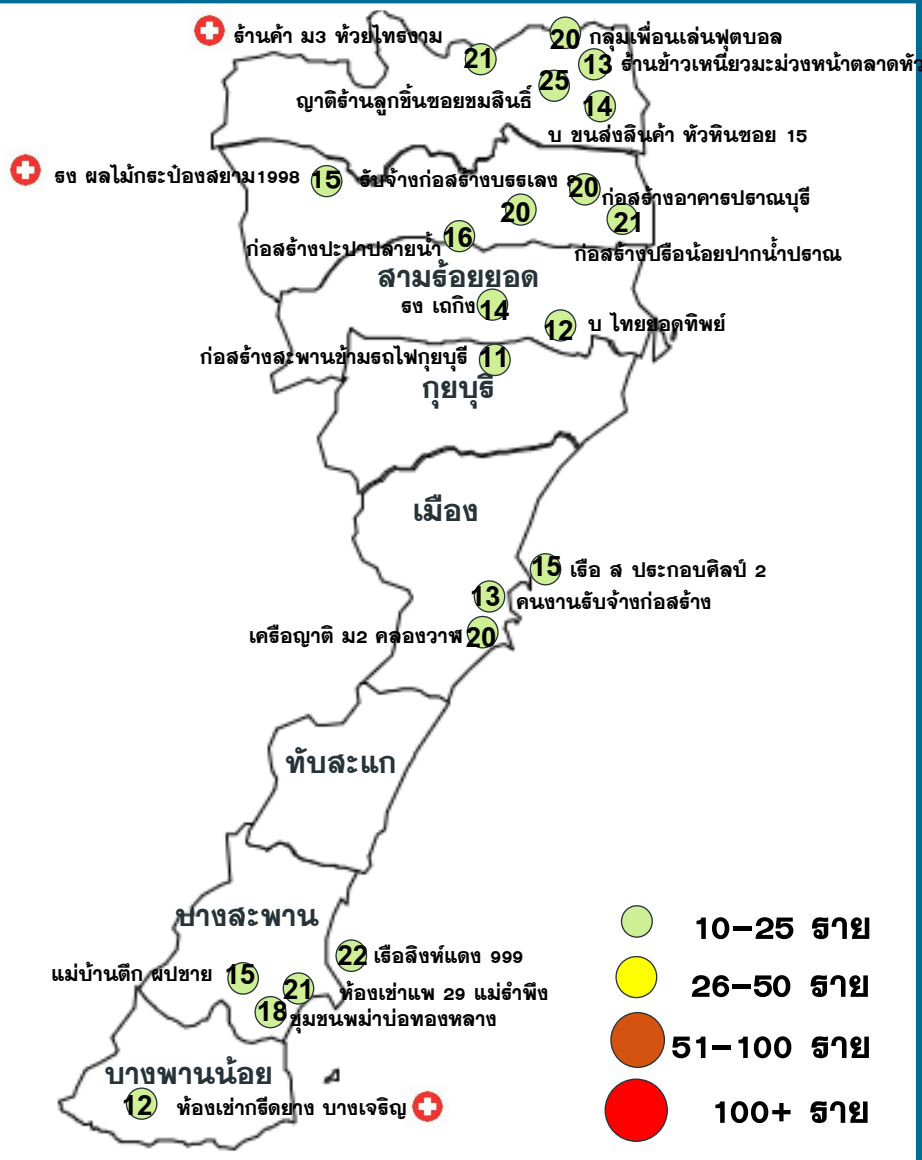 ร้านค้า ม3 ห้วยไทรงาม
21
20 กลุ่มเพื่อนเล่นฟุตบอล
13 ร้านข้าวเหนียวมะม่วงหน้าตลาดหัว
ญาติร้านลูกชิ้นซอยชมสินธิ์ 25
14
บ ขนส่งสินค้า หัวหินซอย 15
รง ผลไม้กระป๋องสยาม1998 15
รับจ้างก่อสร้างบรรเลง
20
20 ก่อสร้างอาคารปราณบุรี
21
ก่อสร้างปะปาปลายน้ำ 16
ก่อสร้างปรือน้อยปากน้ำปราณ
สามร้อยยอด
รง เถกิง 14
12 บ ไทยยอดทิพย์
ก่อสร้างสะพานข้ามรถไฟกุยบุรี 11
กุยบุรี
เมือง
15 เรือ ส ประกอบศิลป์ 2
13 คนงานรับจ้างก่อสร้าง
เครือญาติ ม2 คลองวาฬ 20
ทับสะแก
บางสะพาน
22 เรือสิงห์แดง 999
แม่บ้านตึก ผปชาย 15
21 ห้องเช่าแพ 29 แม่รำพึง
18 ชุมชนพม่าบ่อทองหลาง
บางพานน้อย
12 ห้องเช่ากรีดยาง บางเจริญ
10-25 ราย
26-50 ราย
51-100 ราย
100+ ราย